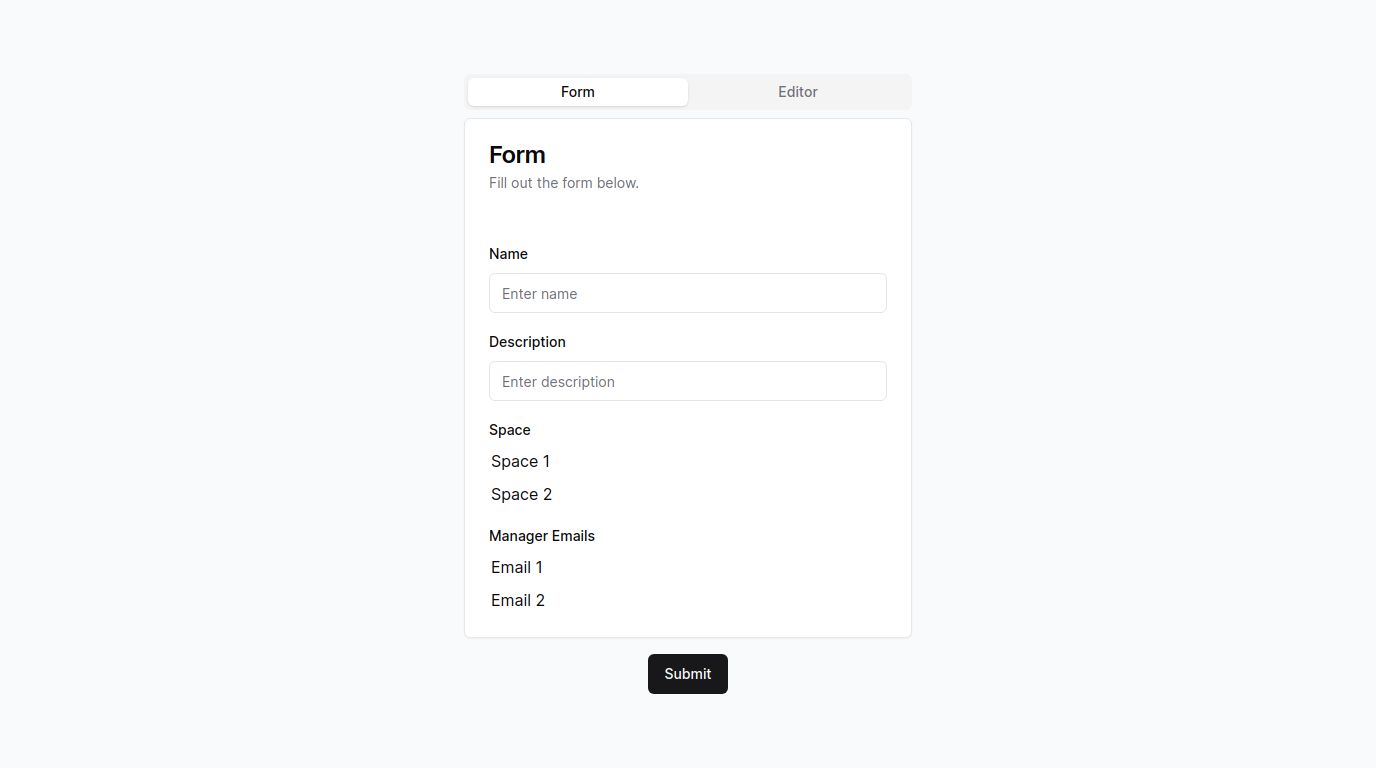 Form Editor
Form
Fill out the form below.
Name
Enter name
Description
Enter description
Space
Space 1
Space 2
Manager Emails
Email 1
Email 2
Submit